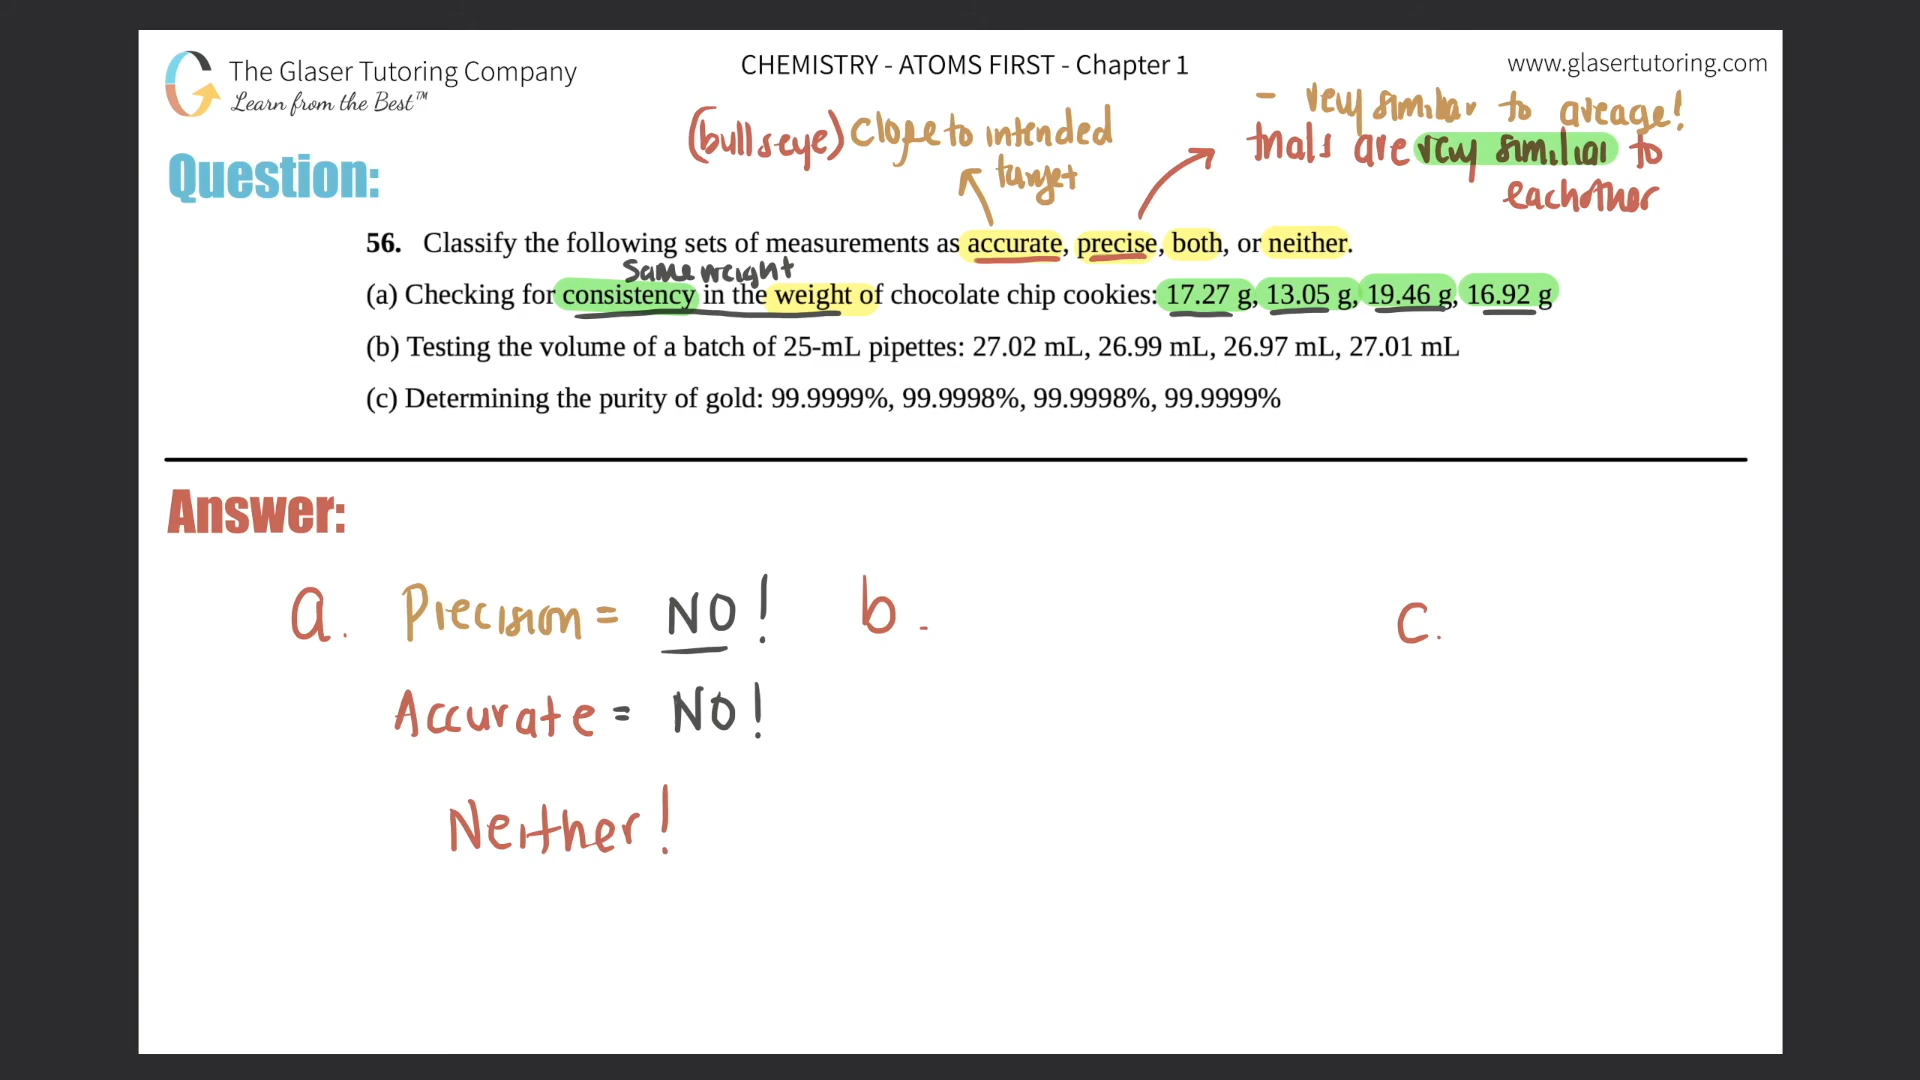 The Glaser Tutoring Company
Learn from the Best™
CHEMISTRY - ATOMS FIRST - Chapter 1
www.glasertutoring.com
- very similar to average!
(bullseye) Close to intended target
trials are very similiar to eachother
Question:
56. Classify the following sets of measurements as accurate, precise, both, or neither.
same weight
(a) Checking for consistency in the weight of chocolate chip cookies: 17.27 g, 13.05 g, 19.46 g, 16.92 g
(b) Testing the volume of a batch of 25-mL pipettes: 27.02 mL, 26.99 mL, 26.97 mL, 27.01 mL
(c) Determining the purity of gold: 99.9999%, 99.9998%, 99.9998%, 99.9999%
Answer:
a. Precision = NO!
Accurate = NO!
Neither!
b.
c.